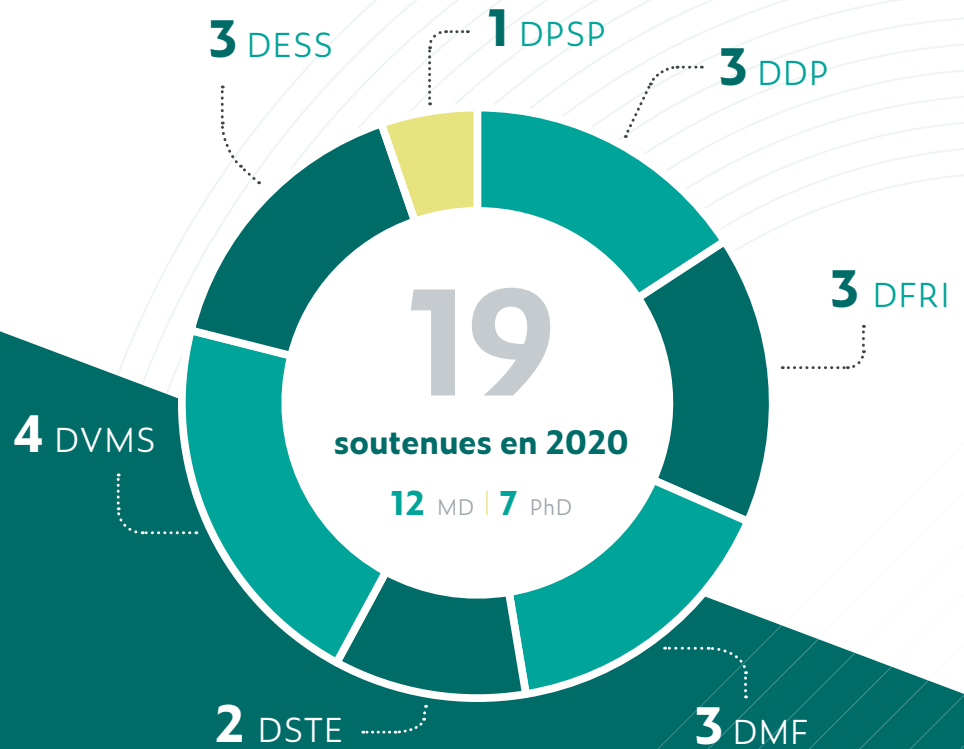 3 DESS
1 DPSP
3 DDP
3 DFRI
19
soutenues en 2020
12 MD | 7 PhD
4 DVMS
2 DSTE
3 DMF